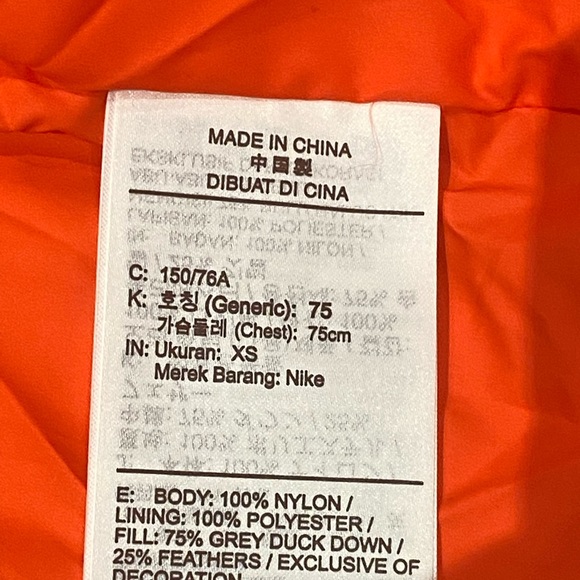 MADE IN CHINA
中国製
DIBUAT DI CINA
C: 150/76A
K: 호칭 (Generic): 75
가슴둘레 (Chest): 75cm
IN: Ukuran: XS
Merek Barang: Nike
E: BODY: 100% NYLON /
LINING: 100% POLYESTER /
FILL: 75% GREY DUCK DOWN /
25% FEATHERS / EXCLUSIVE OF
DECORATION